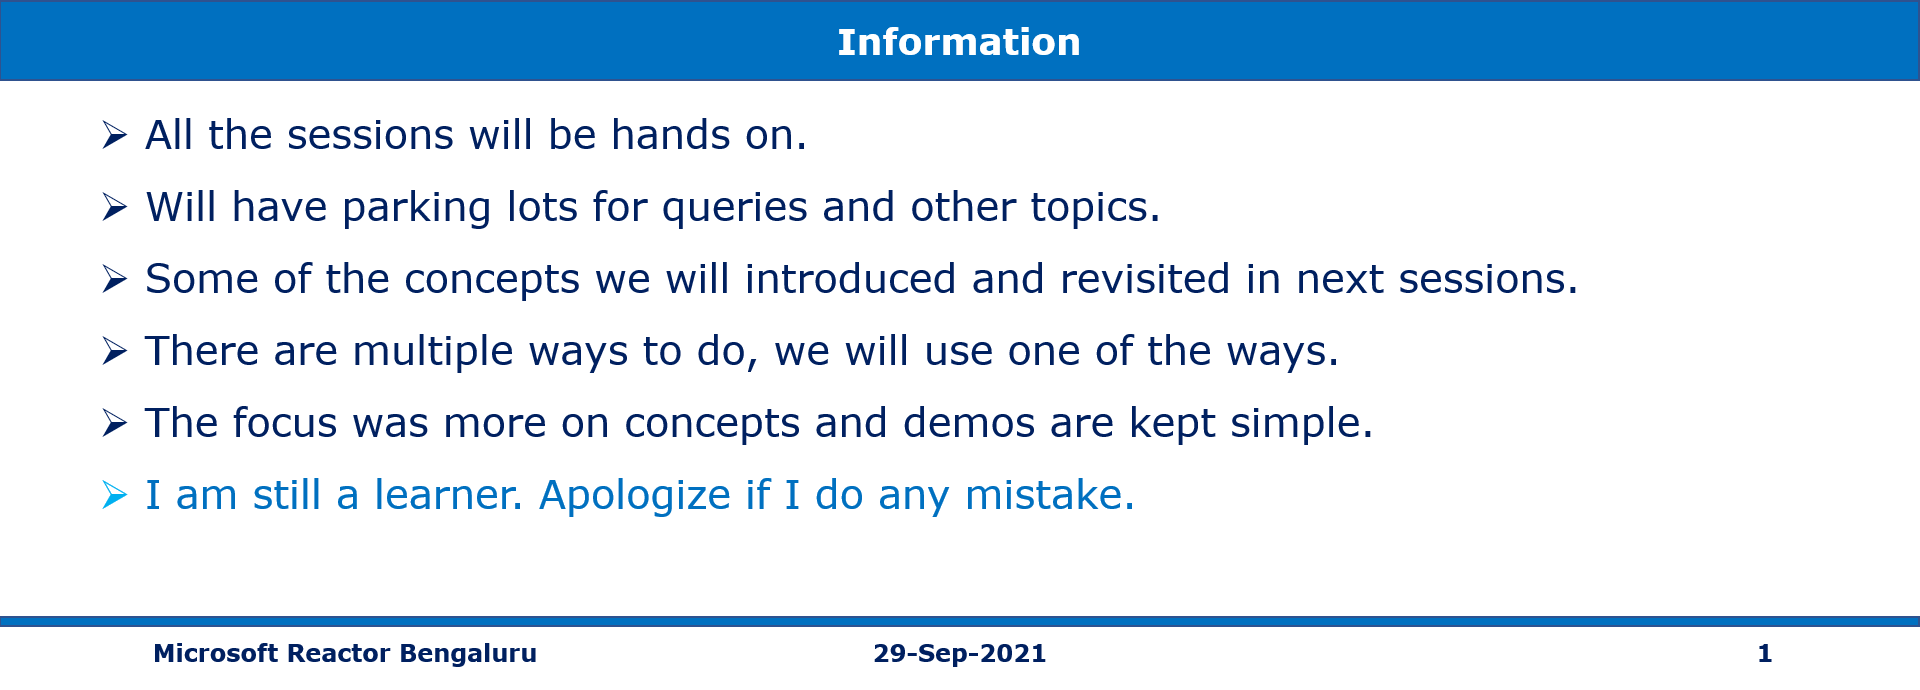 Information
All the sessions will be hands on.
Will have parking lots for queries and other topics.
Some of the concepts we will introduced and revisited in next sessions.
There are multiple ways to do, we will use one of the ways.
The focus was more on concepts and demos are kept simple.
I am still a learner. Apologize if I do any mistake.
Microsoft Reactor Bengaluru 29-Sep-2021 1